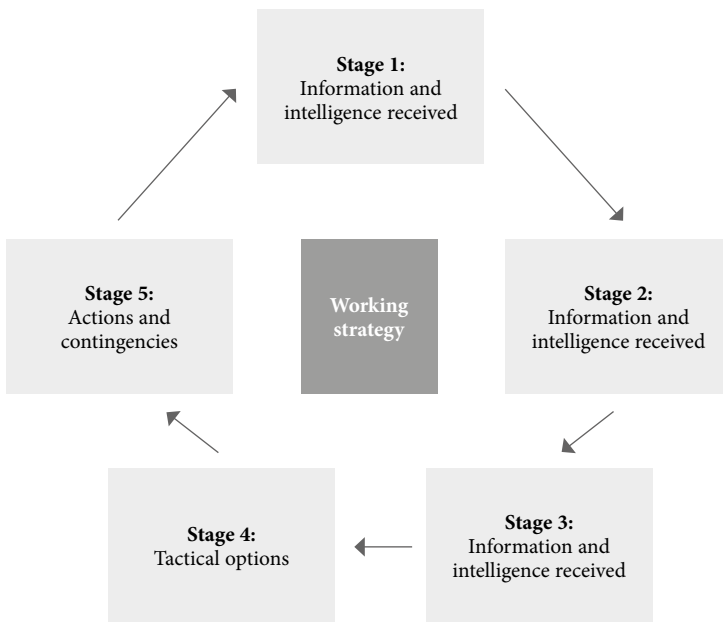 Stage 1:
Information and
intelligence received
Stage 2:
Information and
intelligence received
Stage 3:
Information and
intelligence received
Stage 4:
Tactical options
Stage 5:
Actions and
contingencies
Working
strategy